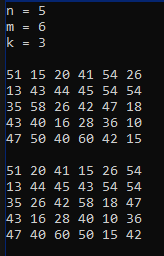 n = 5
m = 6
k = 3
51 15 20 41 54 26
13 43 44 45 54 54
35 58 26 42 47 18
43 40 16 28 36 10
47 50 40 60 42 15
51 20 41 15 26 54
13 44 45 43 54 54
35 26 42 58 18 47
43 16 28 40 10 36
47 40 60 50 15 42